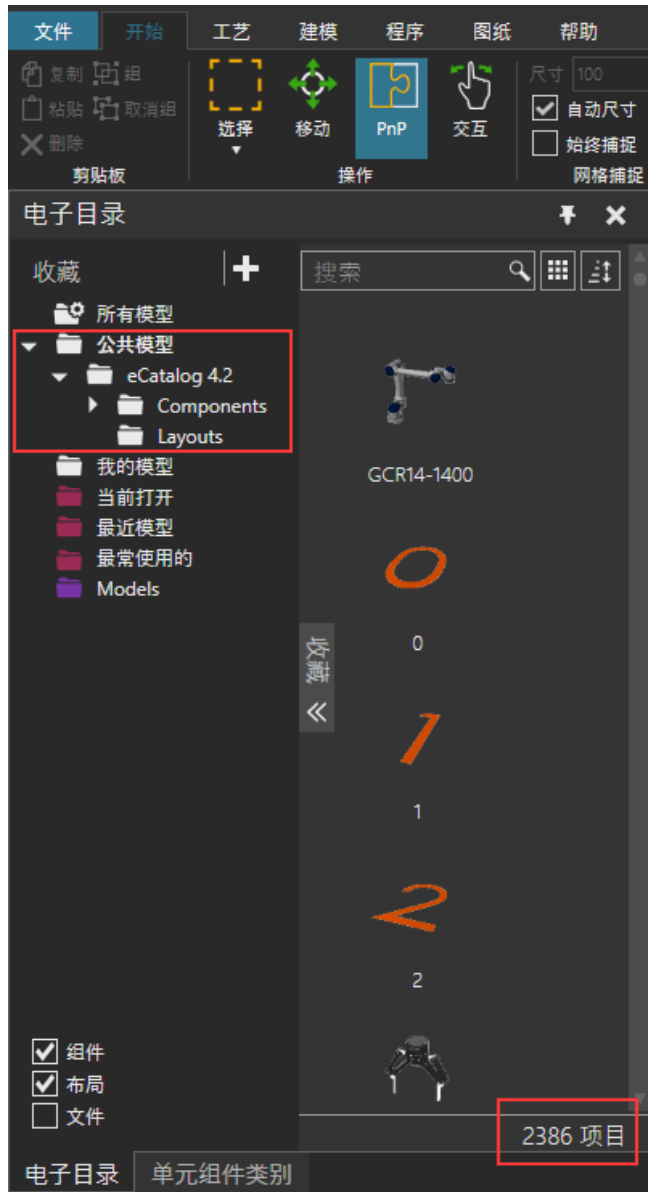 文件 开始 工艺 建模 程序 图纸 帮助
复制 组
粘贴 取消组
删除
剪贴板
选择
移动
PnP
交互
操作
尺寸 100
自动尺寸
始终捕捉
网格捕捉
电子目录
收藏
搜索
所有模型
公共模型
eCatalog 4.2
Components
Layouts
我的模型
当前打开
最近模型
最常使用的
Models
GCR14-1400
0
0
1
1
2
2
收藏
组件
布局
文件
2386 项目
电子目录 单元组件类别